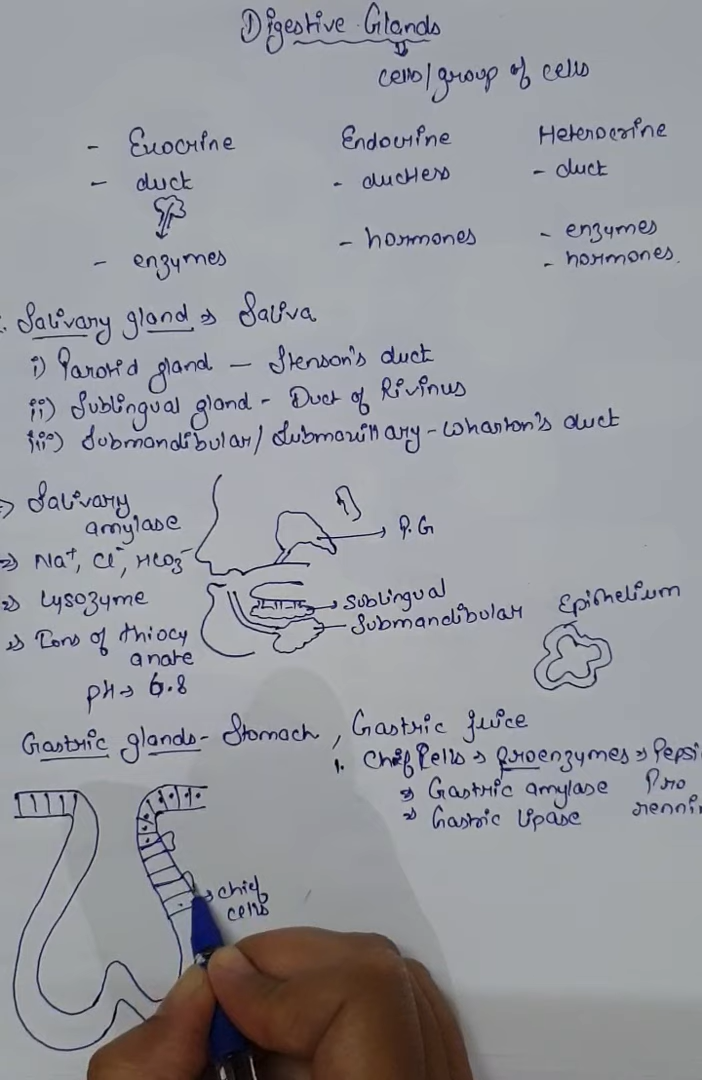 Digestive Glands
cells/group of cells
- Exocrine
- duct
- enzymes
Endocrine
- ductless
- hormones
Heterocrine
- duct
- enzymes
- hormones.
Salivary gland → Saliva
i) Parotid gland - Stenson's duct
ii) Sublingual gland - Duct of Rivinus
iii) Submandibular/Submaxillary - Wharton's duct
→ Salivary
amylase
→ Na⁺, Cl⁻, HCO₃⁻
→ Lysozyme
→ Ions of thiocy
anate
pH → 6.8
P.G
Sublingual
Submandibular
Epithelium
Gastric glands - Stomach, Gastric juice
1. Chief Cells → Proenzymes → Pepsi
→ Gastric amylase
→ Gastric lipase
Pro
renni
→ chief
cells